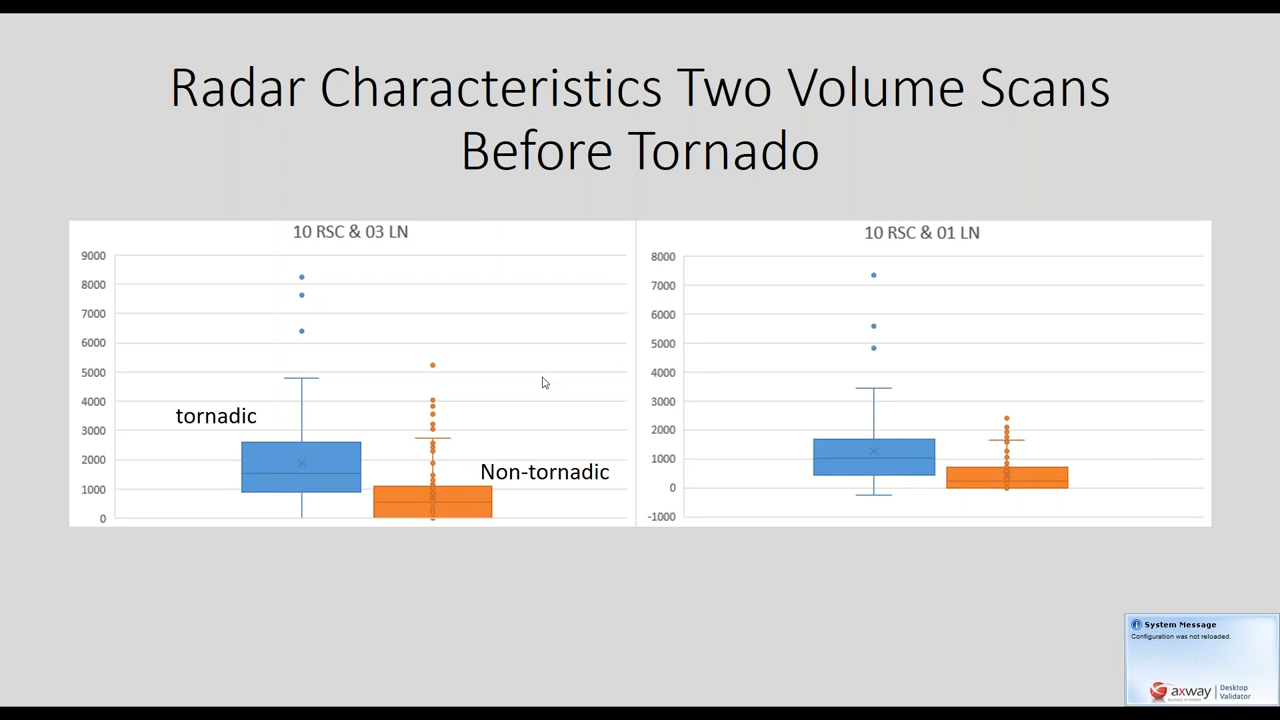 Radar Characteristics Two Volume Scans
Before Tornado
10 RSC & 03 LN
9000
8000
7000
6000
5000
4000
3000
2000
1000
0
tornadic
Non-tornadic
10 RSC & 01 LN
8000
7000
6000
5000
4000
3000
2000
1000
0
-1000
System Message
Configuration was not reloaded.
axway
Desktop
Validator